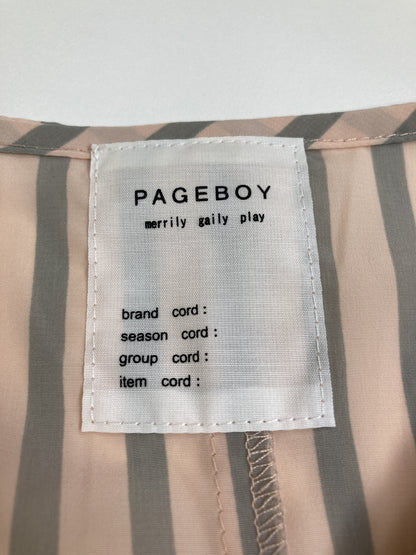 PAGEBOY
merrily gaily play
brand cord :
season cord :
group cord :
item cord :